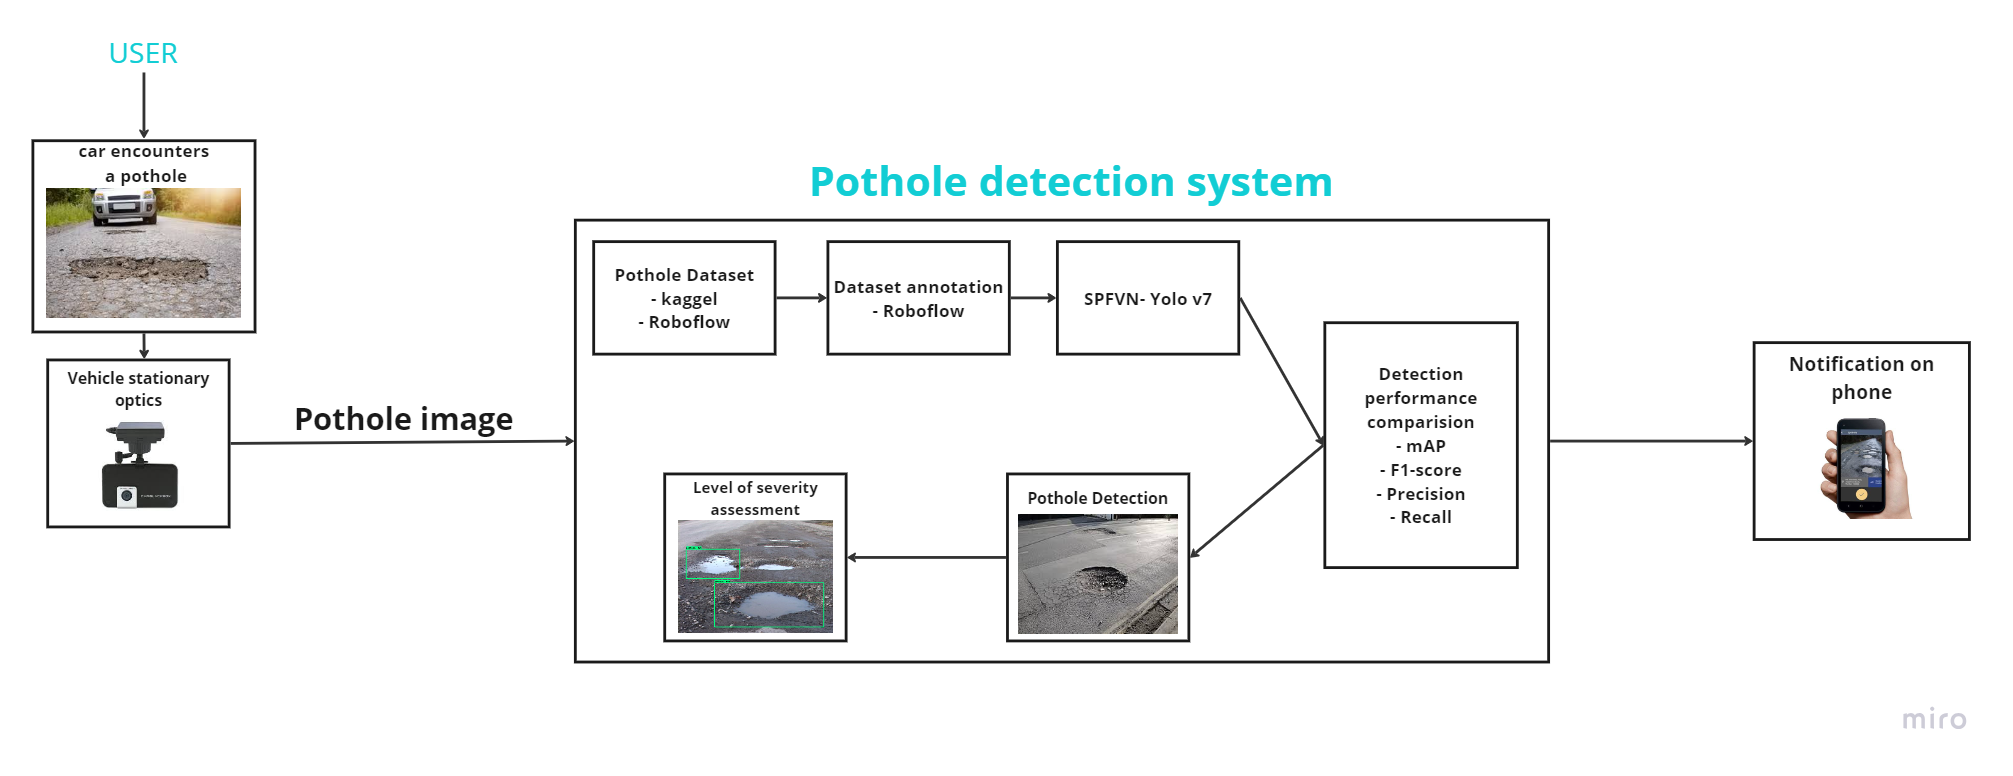 USER
car encounters
a pothole
Vehicle stationary
optics
Pothole image
Pothole detection system
Pothole Dataset
- kaggel
- Roboflow
Dataset annotation
- Roboflow
SPFVN- Yolo v7
Detection
performance
comparision
- mAP
- F1-score
- Precision
- Recall
Pothole Detection
Level of severity
assessment
Notification on
phone
miro